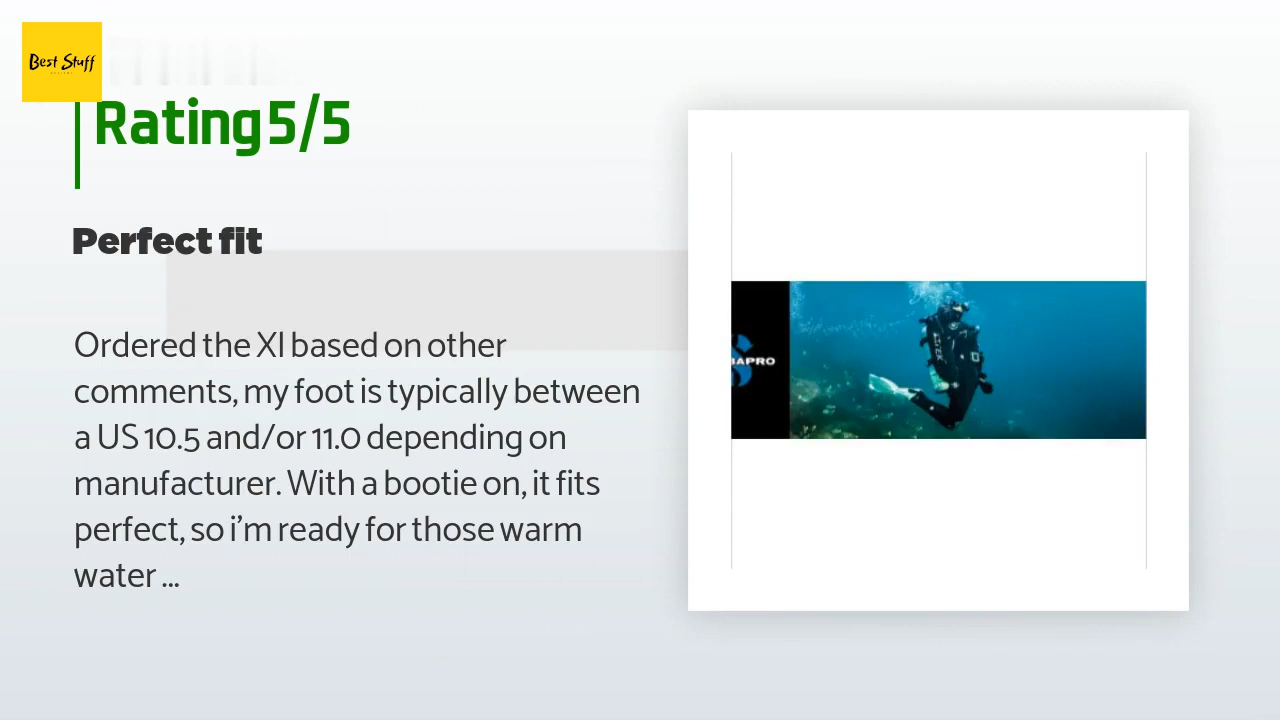 Best Stuff
Rating 5/5
Perfect fit
Ordered the Xl based on other
comments, my foot is typically between
a US 10.5 and/or 11.0 depending on
manufacturer. With a bootie on, it fits
perfect, so i'm ready for those warm
water ...
BAPRO